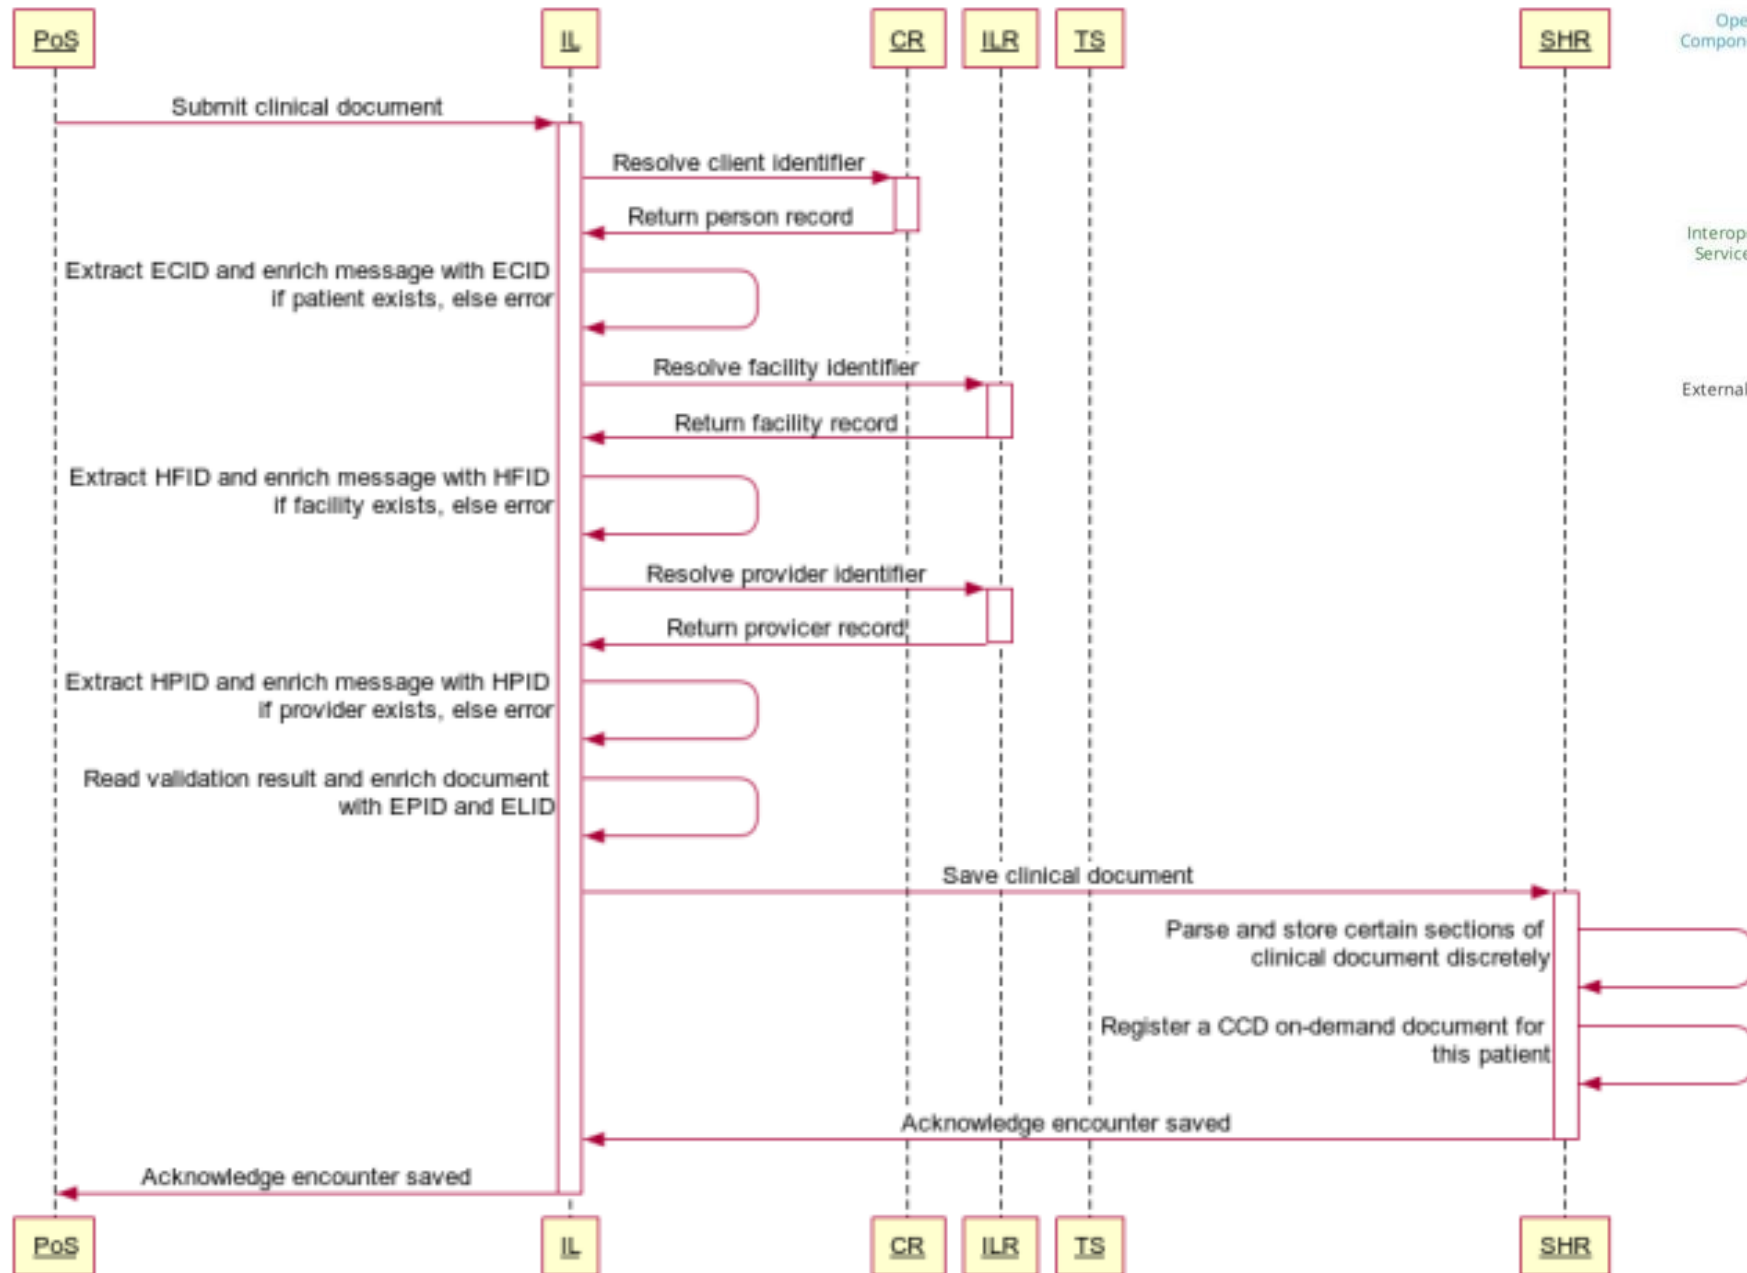 PoS
IL
CR
ILR
TS
SHR
Ope
Compon
Submit clinical document
Resolve client identifier
Return person record
Interop
Service
Extract ECID and enrich message with ECID
if patient exists, else error
Resolve facility identifier
External
Return facility record
Extract HFID and enrich message with HFID
if facility exists, else error
Resolve provider identifier
Return provicer record
Extract HPID and enrich message with HPID
if provider exists, else error
Read validation result and enrich document
with EPID and ELID
Save clinical document
Parse and store certain sections of
clinical document discretely
Register a CCD on-demand document for
this patient
Acknowledge encounter saved
Acknowledge encounter saved
PoS
IL
CR
ILR
TS
SHR